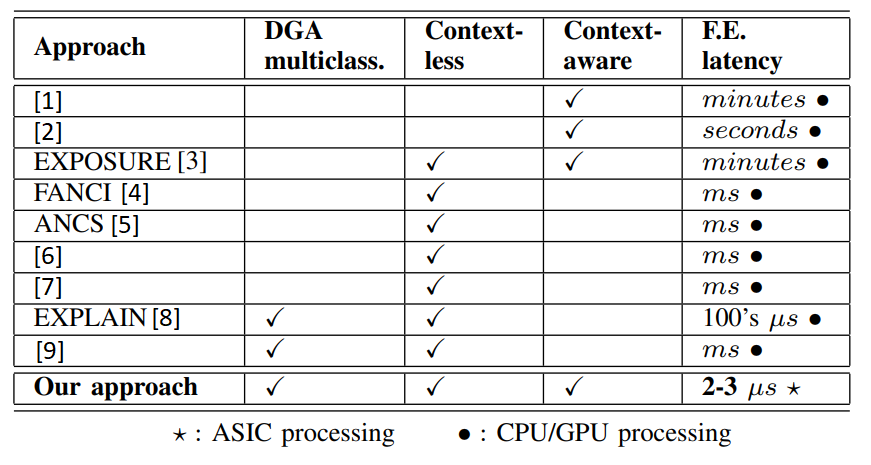 Approach DGA multiclass. Context-less Context-aware F.E. latency
[1] ✓ minutes ●
[2] ✓ seconds ●
EXPOSURE [3] ✓ ✓ minutes ●
FANCI [4] ✓ ms ●
ANCS [5] ✓ ms ●
[6] ✓ ms ●
[7] ✓ ms ●
EXPLAIN [8] ✓ ✓ 100's μs ●
[9] ✓ ✓ ms ●
Our approach ✓ ✓ ✓ 2-3 μs ⋆
⋆ : ASIC processing ● : CPU/GPU processing